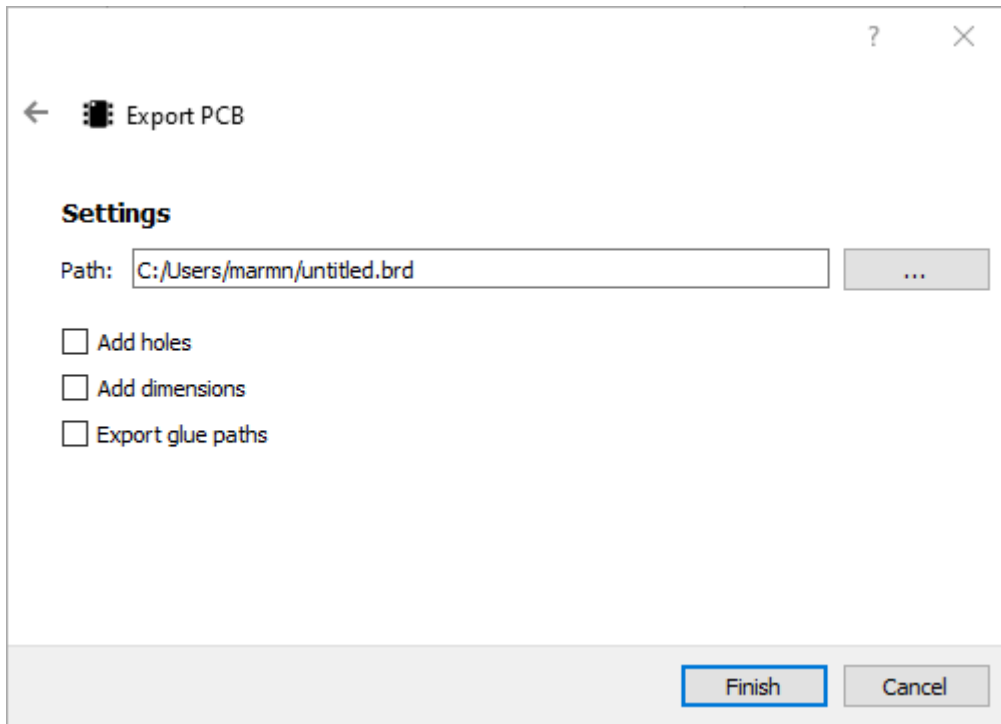 ?
Export PCB
Settings
Path: C:/Users/marmn/untitled.brd ...
Add holes
Add dimensions
Export glue paths
Finish Cancel